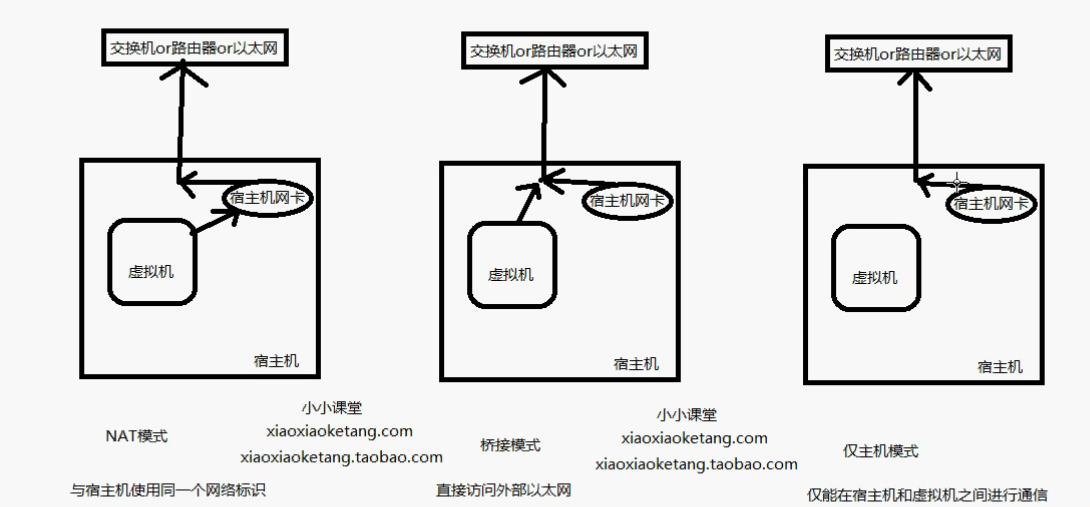 交换机or路由器or以太网
交换机or路由器or以太网
交换机or路由器or以太网
宿主机网卡
宿主机网卡
宿主机网卡
虚拟机
虚拟机
虚拟机
宿主机
宿主机
宿主机
小小课堂
小小课堂
NAT模式
xiaoxiaoketang.com
桥接模式
xiaoxiaoketang.com
仅主机模式
xiaoxiaoketang.taobao.com
xiaoxiaoketang.taobao.com
与宿主机使用同一个网络标识
直接访问外部以太网
仅能在宿主机和虚拟机之间进行通信